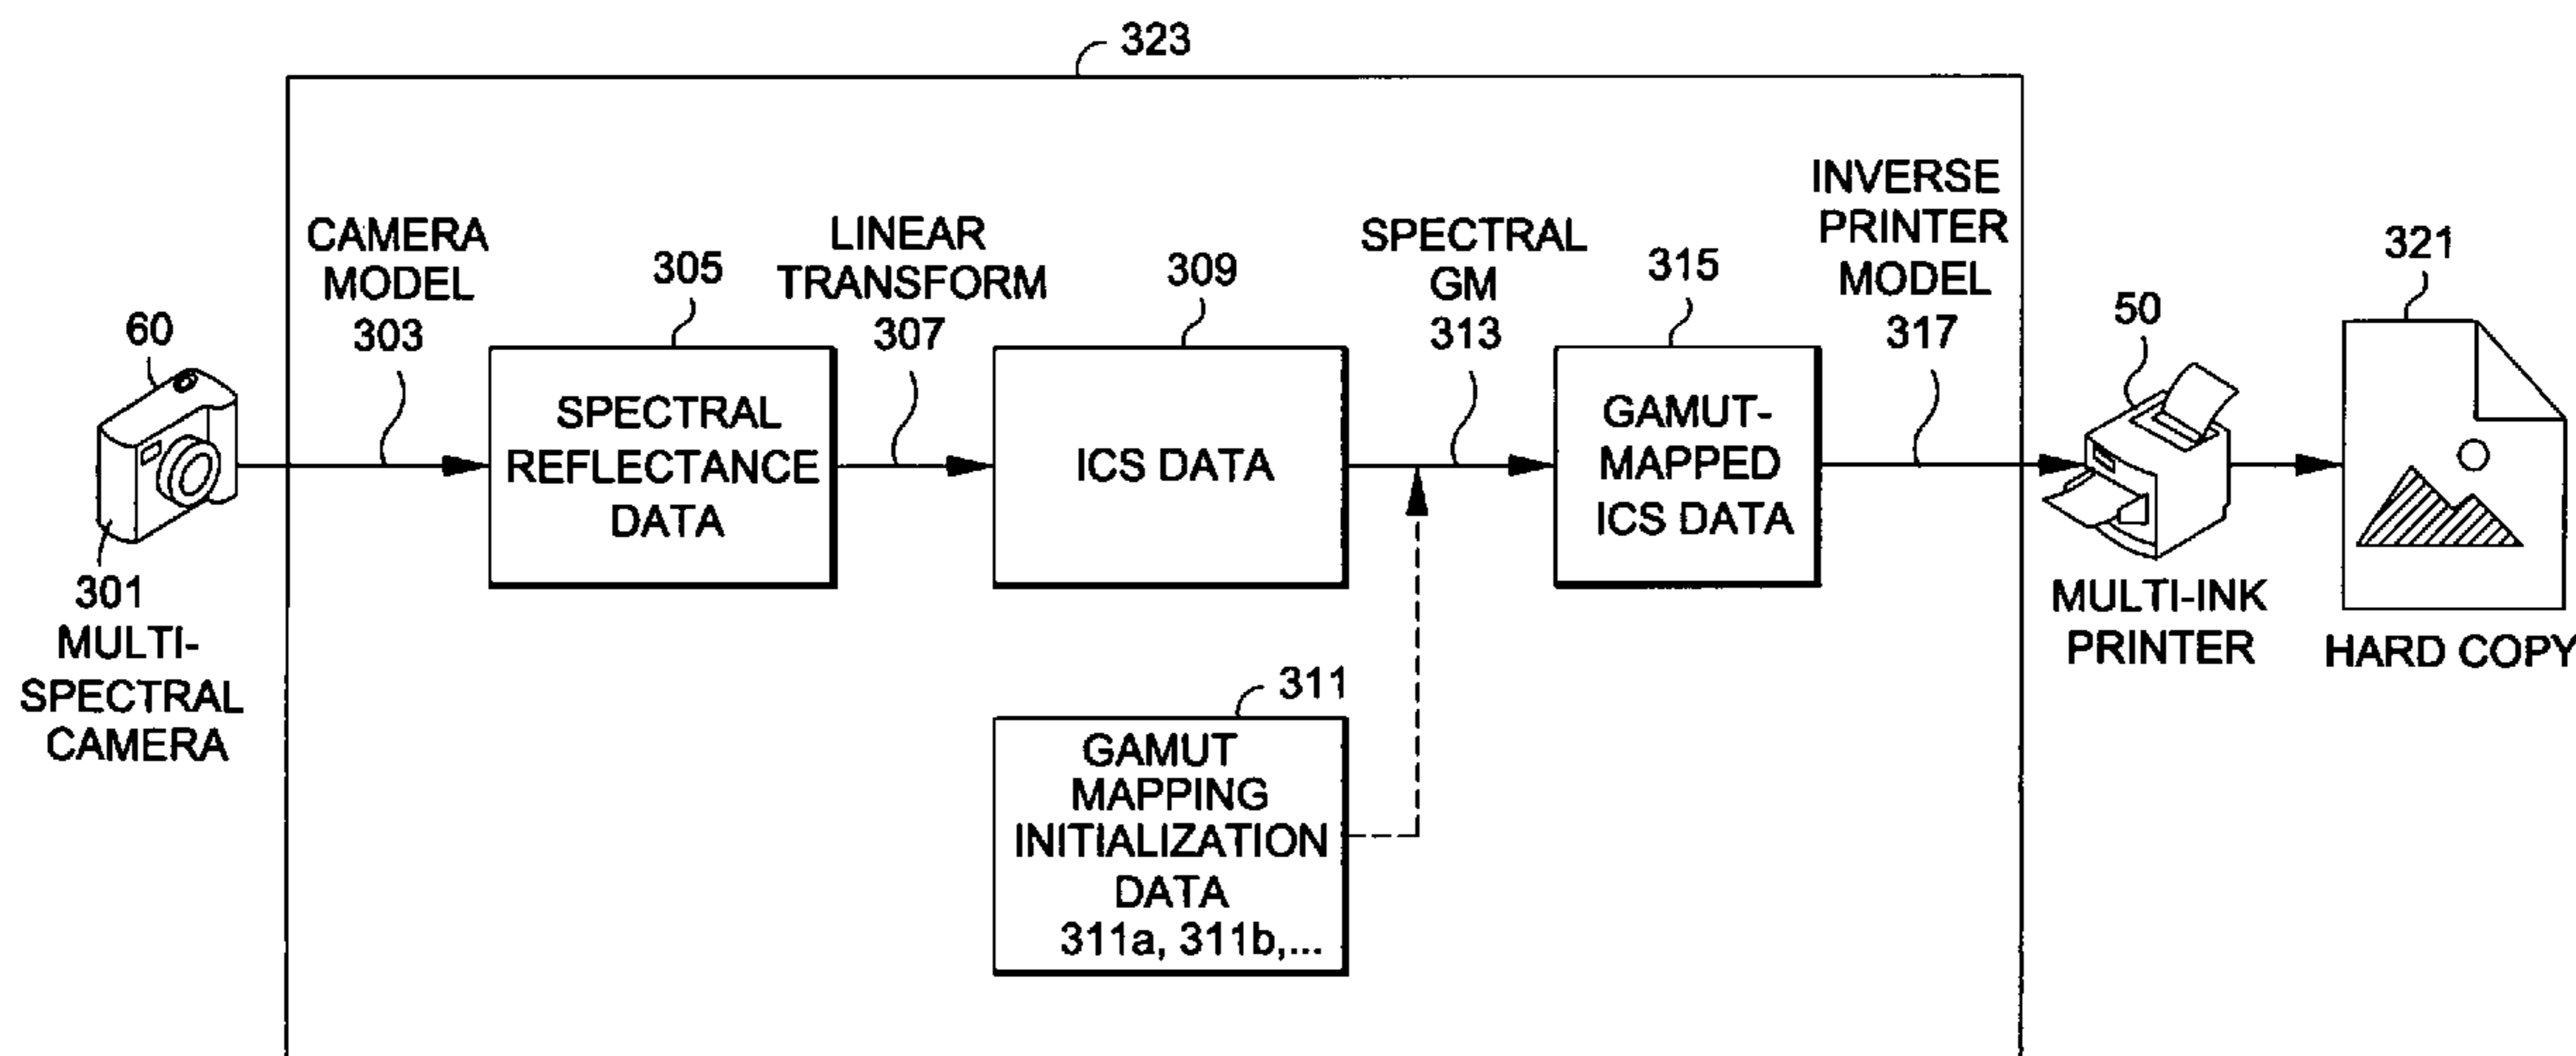 323
60
301
MULTI-
SPECTRAL
CAMERA
CAMERA
MODEL
303
305
SPECTRAL
REFLECTANCE
DATA
LINEAR
TRANSFORM
307
309
ICS DATA
311
GAMUT
MAPPING
INITIALIZATION
DATA
311a, 311b,...
SPECTRAL
GM
313
315
GAMUT-
MAPPED
ICS DATA
INVERSE
PRINTER
MODEL
317
50
MULTI-INK
PRINTER
321
HARD COPY